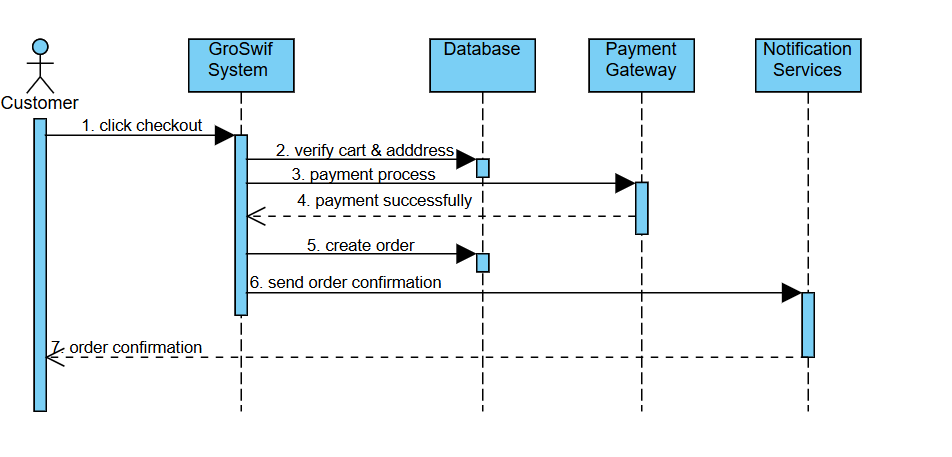 GroSwif
System
Database
Payment
Gateway
Notification
Services
Customer
1. click checkout
2. verify cart & adddress
3. payment process
4. payment successfully
5. create order
6. send order confirmation
7. order confirmation